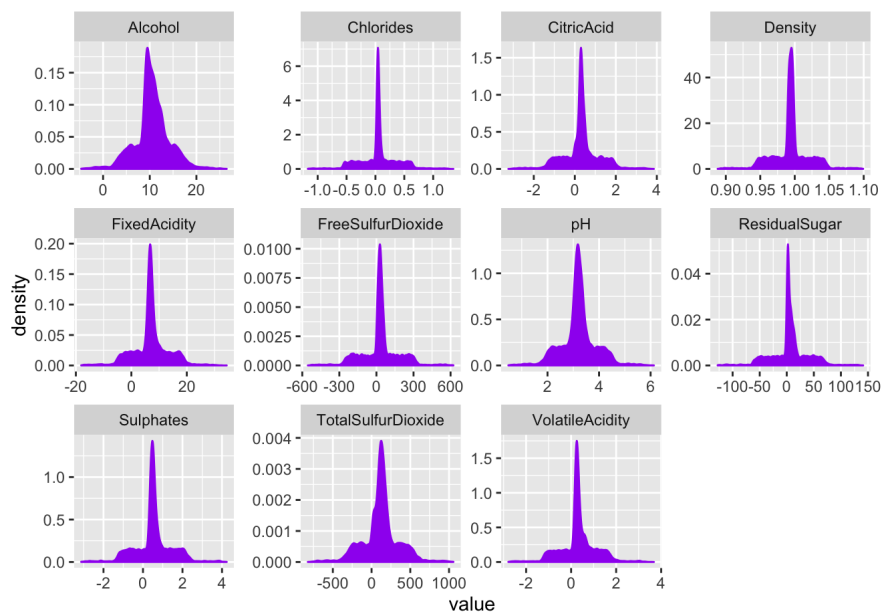 Alcohol Chlorides CitricAcid Density
0.15 6 1.5 40
0.10 4 1.0
0.05 2 0.5 20
0.00 0 0.0 0
0 10 20 -1.0 -0.5 0.0 0.5 1.0 -2 0 2 4 0.90 0.95 1.00 1.05 1.10
FixedAcidity FreeSulfurDioxide pH ResidualSugar
0.20 0.0100
0.15 0.0075 1.0 0.04
0.10 0.0050 0.5 0.02
0.05 0.0025
0.00 0.0000 0.0 0.00
-20 0 20 -600 -300 0 300 600 2 4 6 -100 -50 0 50 100 150
density
Sulphates TotalSulfurDioxide VolatileAcidity
0.004 1.5
1.0 0.003 1.0
0.5 0.002 0.5
0.001
0.0 0.000 0.0
-2 0 2 4 -500 0 500 1000 -2 0 2 4
value